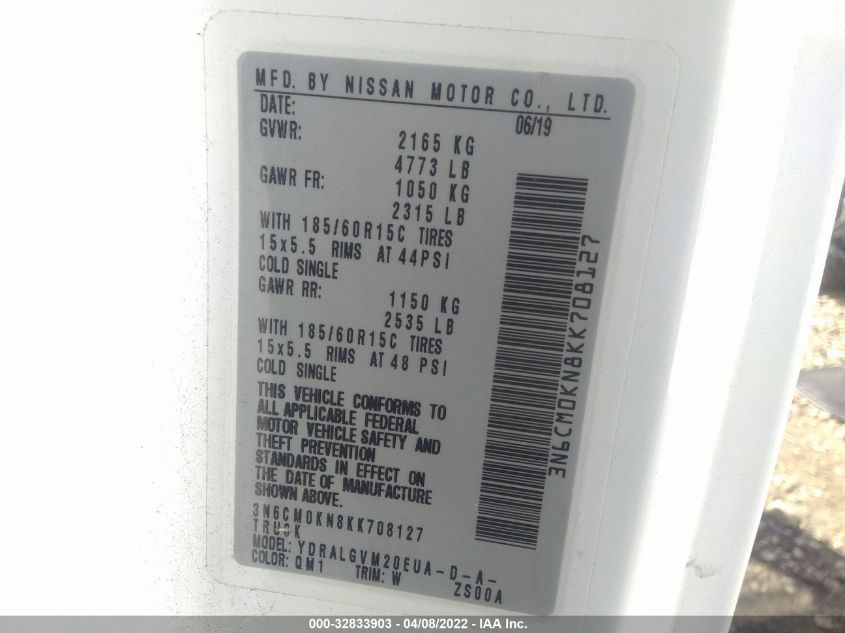 MFD. BY NISSAN MOTOR CO., LTD.
DATE: 06/19
GVWR: 2165 KG
4773 LB
GAWR FR: 1050 KG
2315 LB
WITH 185/60R15C TIRES
15x5.5 RIMS AT 44PSI
COLD SINGLE
GAWR RR: 1150 KG
2535 LB
WITH 185/60R15C TIRES
15x5.5 RIMS AT 48 PSI
COLD SINGLE
THIS VEHICLE CONFORMS TO
ALL APPLICABLE FEDERAL
MOTOR VEHICLE SAFETY AND
THEFT PREVENTION
STANDARDS IN EFFECT ON
THE DATE OF MANUFACTURE
SHOWN ABOVE.
3N6CM0KN8KK708127
TRUCK
MODEL: YDRALGVM20EUA-D-A-
COLOR: QM1 TRIM: W ZS00A
3N6CM0KN8KK708127
000-32833903 - 04/08/2022 - IAA Inc.